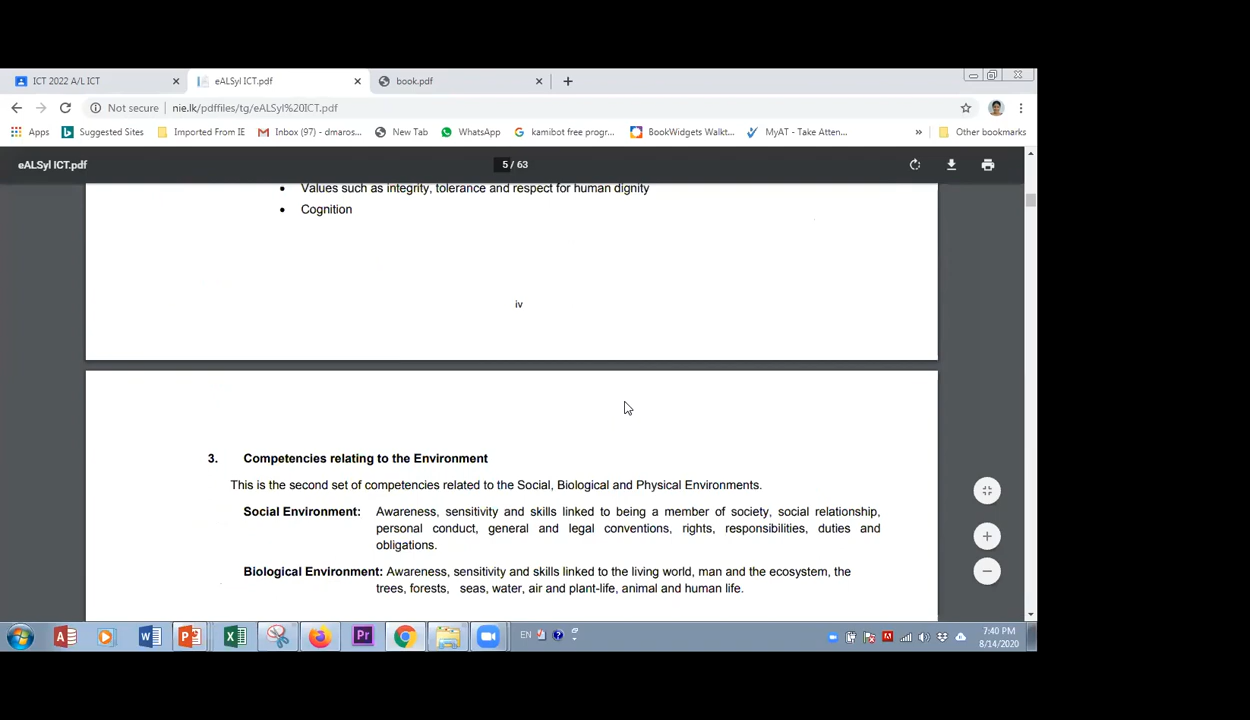 ICT 2022 A/L ICT
eALSyl ICT.pdf
book.pdf
Not secure
nie.lk/pdffiles/tg/eALSyl%20ICT.pdf
Apps
Suggested Sites
Imported From IE
Inbox (97) - dmaros...
New Tab
WhatsApp
kamibot free progr...
BookWidgets Walkt...
MyAT - Take Atten...
»
Other bookmarks
eALSyl ICT.pdf
5 / 63
• Values such as integrity, tolerance and respect for human dignity
• Cognition
iv
3. Competencies relating to the Environment
This is the second set of competencies related to the Social, Biological and Physical Environments.
Social Environment: Awareness, sensitivity and skills linked to being a member of society, social relationship,
personal conduct, general and legal conventions, rights, responsibilities, duties and
obligations.
Biological Environment: Awareness, sensitivity and skills linked to the living world, man and the ecosystem, the
trees, forests, seas, water, air and plant-life, animal and human life.
EN
7:40 PM
8/14/2020